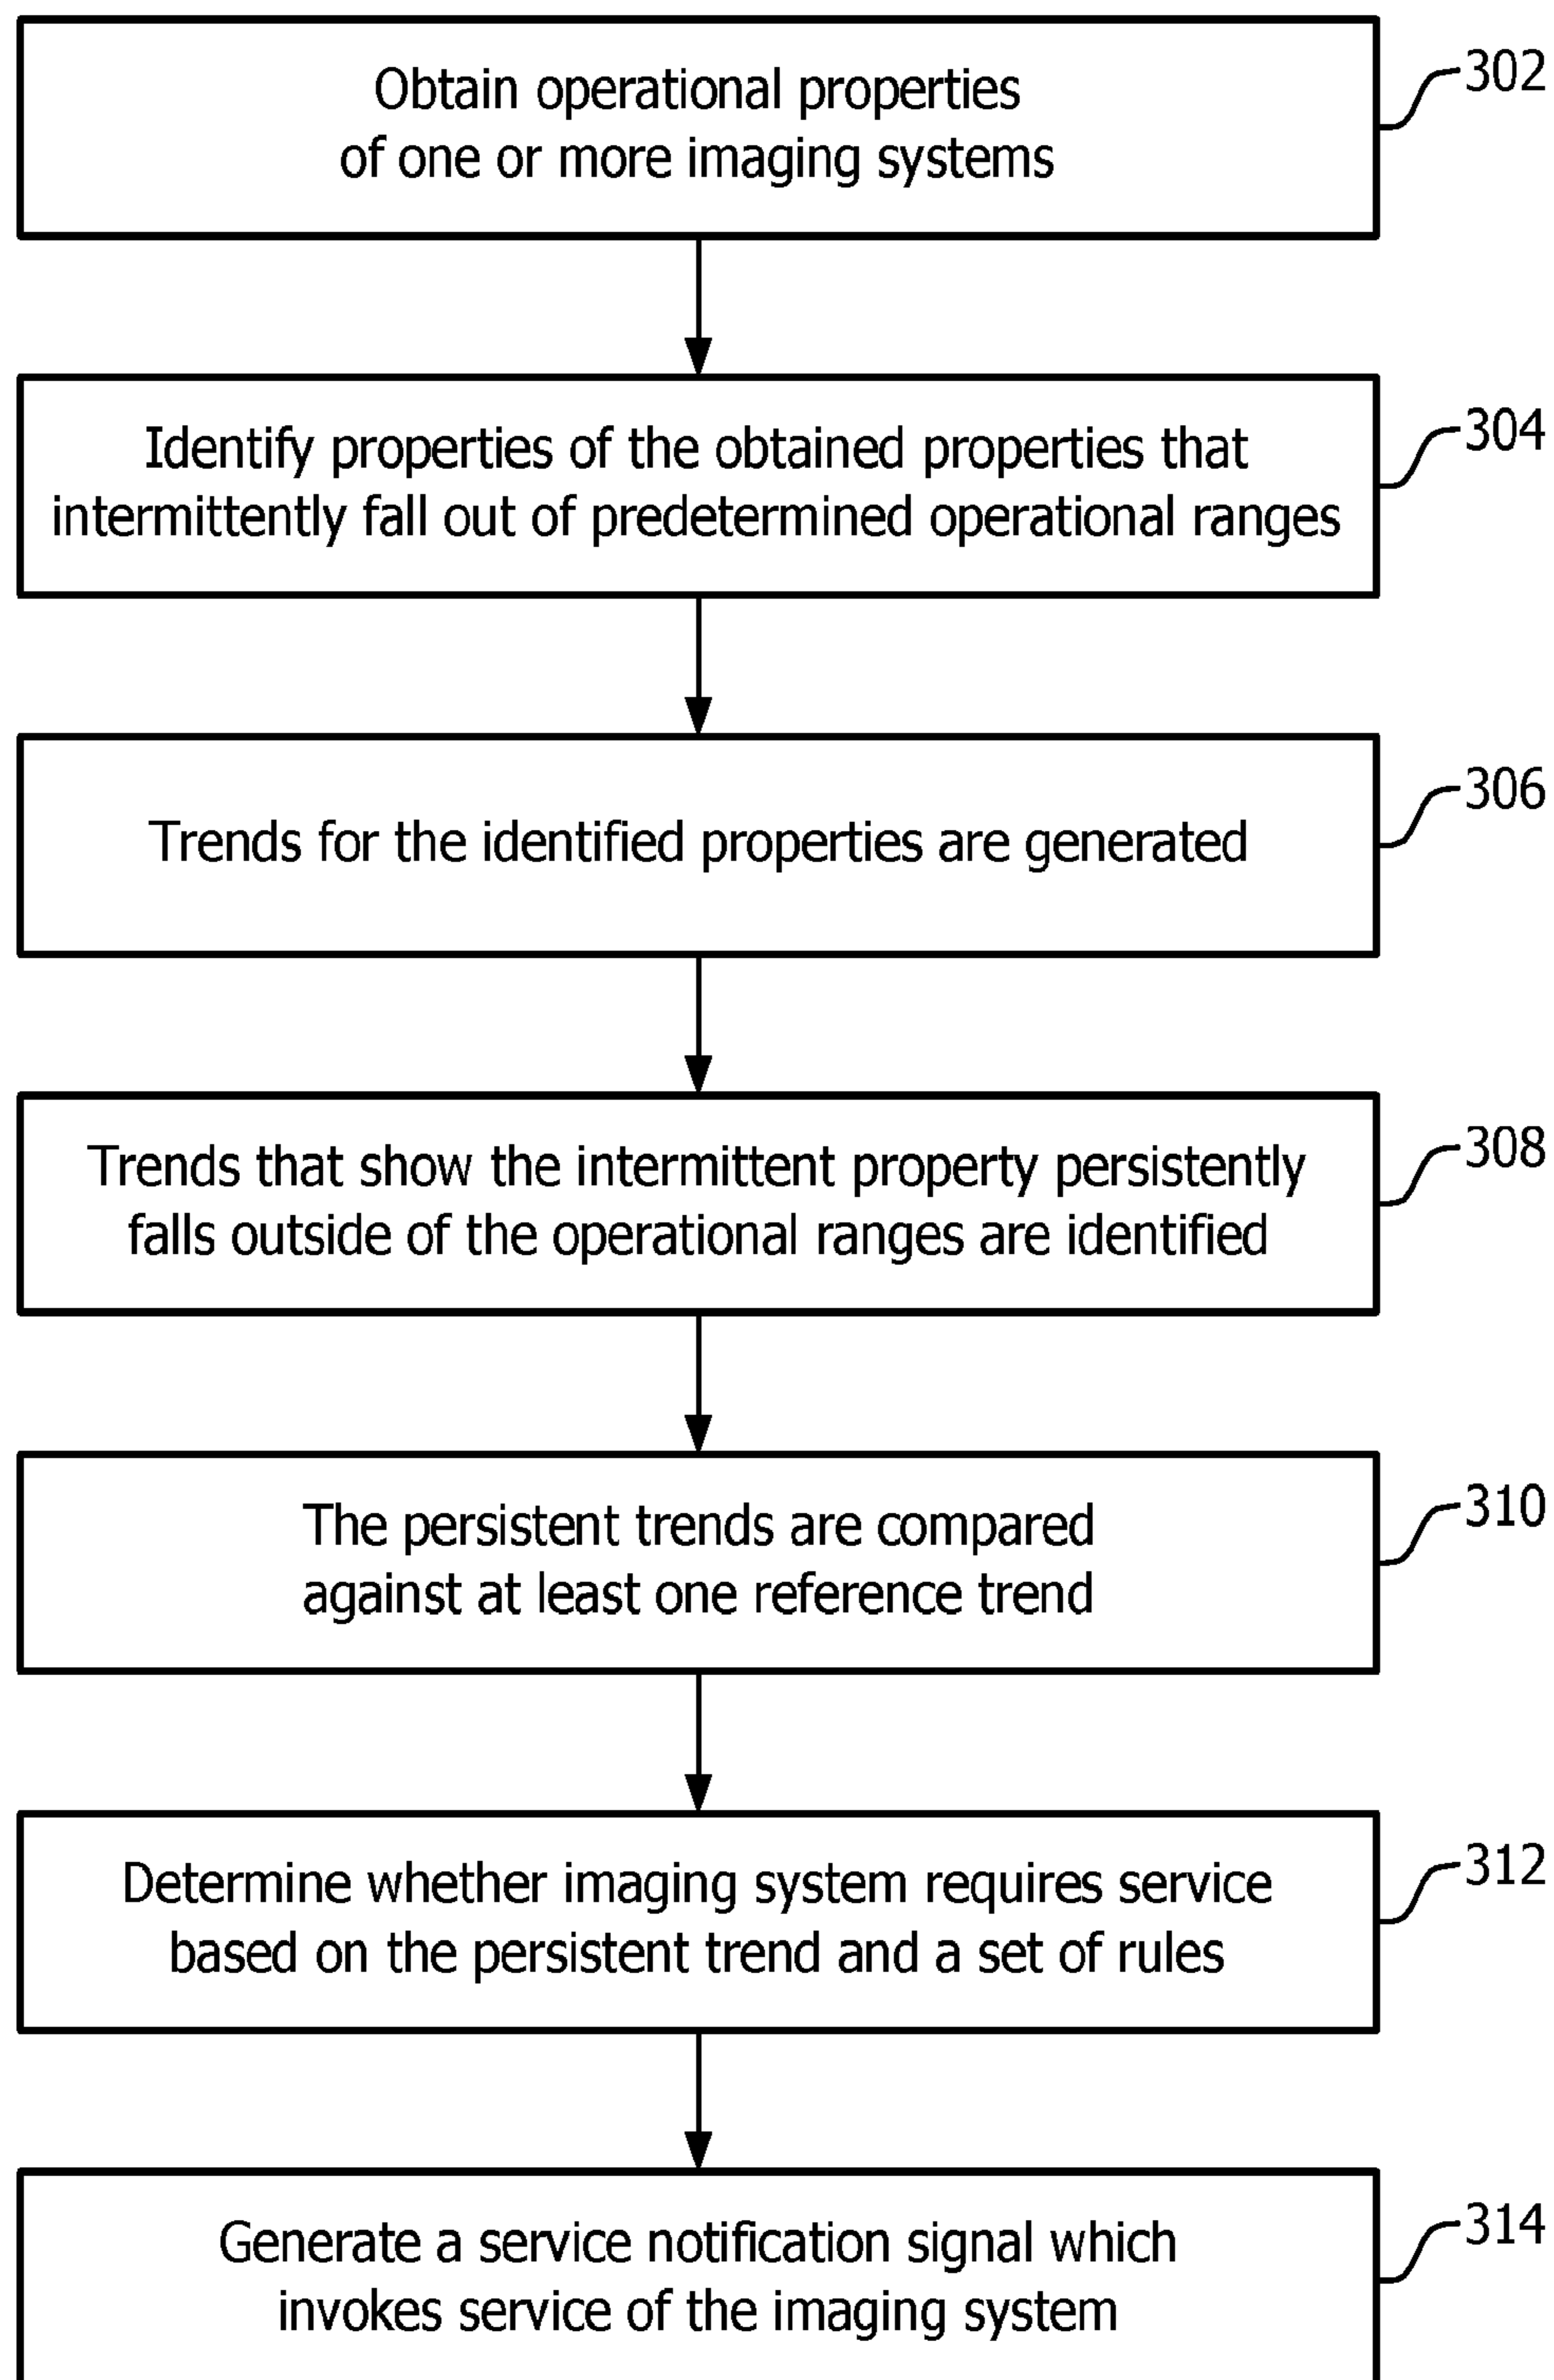 Obtain operational properties
of one or more imaging systems
302
Identify properties of the obtained properties that
intermittently fall out of predetermined operational ranges
304
Trends for the identified properties are generated
306
Trends that show the intermittent property persistently
falls outside of the operational ranges are identified
308
The persistent trends are compared
against at least one reference trend
310
Determine whether imaging system requires service
based on the persistent trend and a set of rules
312
Generate a service notification signal which
invokes service of the imaging system
314